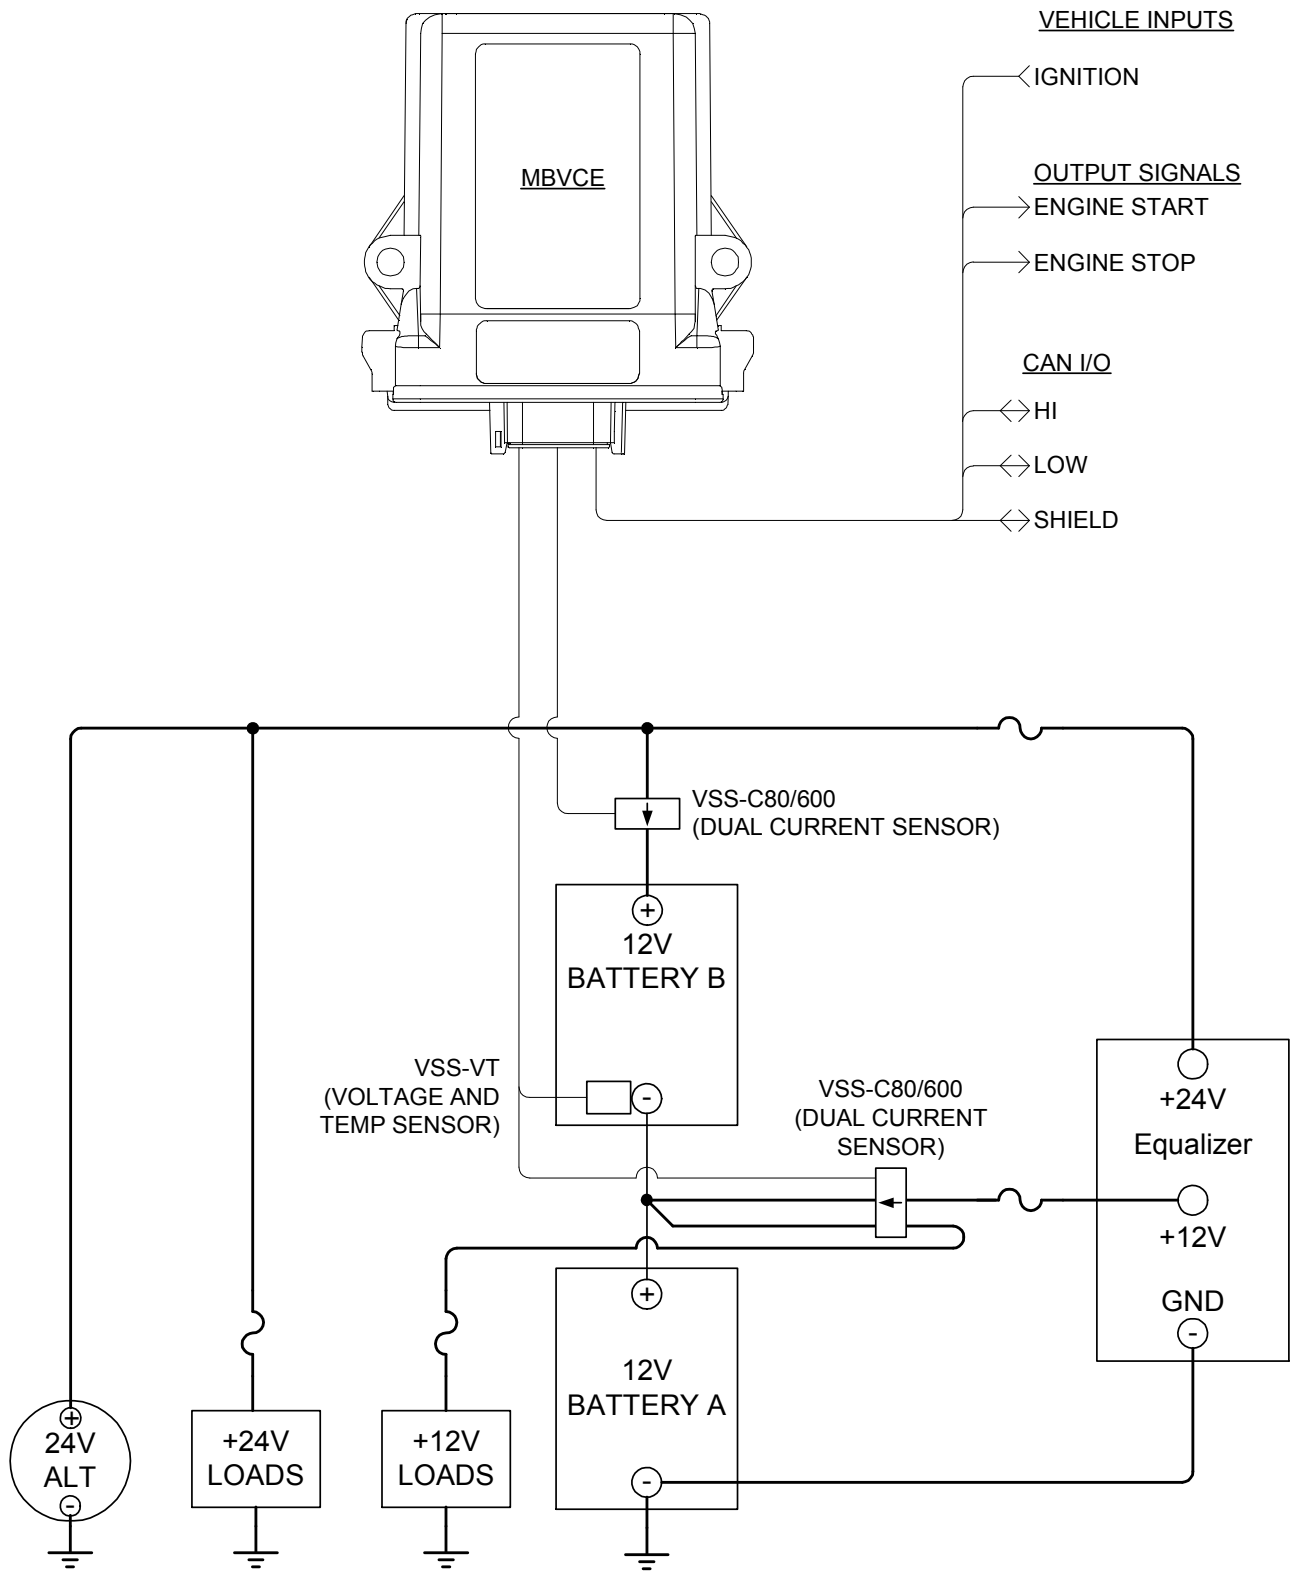 VEHICLE INPUTS
IGNITION
MBVCE
OUTPUT SIGNALS
ENGINE START
ENGINE STOP
CAN I/O
HI
LOW
SHIELD
VSS-C80/600
(DUAL CURRENT SENSOR)
+
12V
BATTERY B
-
VSS-VT
(VOLTAGE AND
TEMP SENSOR)
VSS-C80/600
(DUAL CURRENT
SENSOR)
+24V
Equalizer
+12V
GND
-
+
12V
BATTERY A
-
+
24V
ALT
-
+24V
LOADS
+12V
LOADS